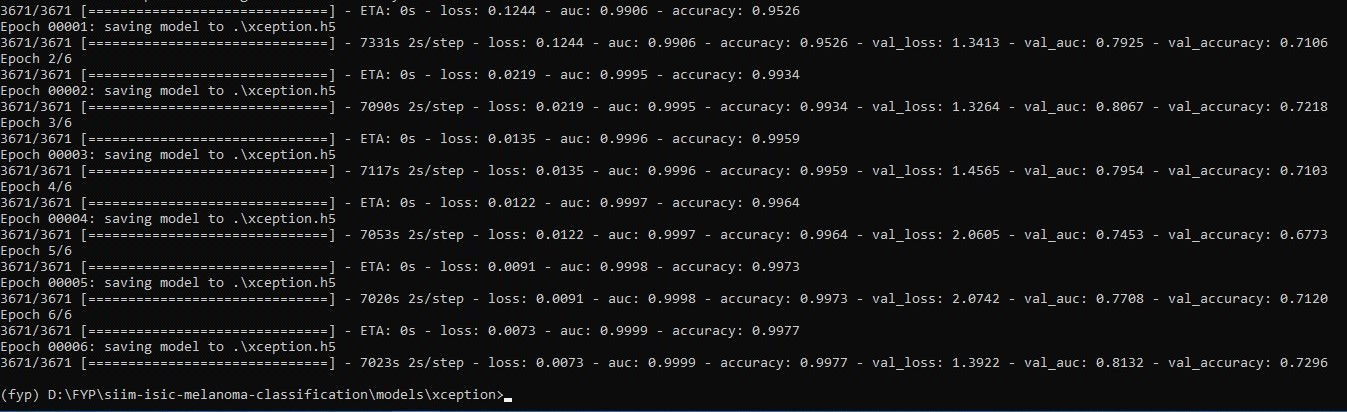 3671/3671 [==============================] - ETA: 0s - loss: 0.1244 - auc: 0.9906 - accuracy: 0.9526
Epoch 00001: saving model to .\xception.h5
3671/3671 [==============================] - 7331s 2s/step - loss: 0.1244 - auc: 0.9906 - accuracy: 0.9526 - val_loss: 1.3413 - val_auc: 0.7925 - val_accuracy: 0.7106
Epoch 2/6
3671/3671 [==============================] - ETA: 0s - loss: 0.0219 - auc: 0.9995 - accuracy: 0.9934
Epoch 00002: saving model to .\xception.h5
3671/3671 [==============================] - 7090s 2s/step - loss: 0.0219 - auc: 0.9995 - accuracy: 0.9934 - val_loss: 1.3264 - val_auc: 0.8067 - val_accuracy: 0.7218
Epoch 3/6
3671/3671 [==============================] - ETA: 0s - loss: 0.0135 - auc: 0.9996 - accuracy: 0.9959
Epoch 00003: saving model to .\xception.h5
3671/3671 [==============================] - 7117s 2s/step - loss: 0.0135 - auc: 0.9996 - accuracy: 0.9959 - val_loss: 1.4565 - val_auc: 0.7954 - val_accuracy: 0.7103
Epoch 4/6
3671/3671 [==============================] - ETA: 0s - loss: 0.0122 - auc: 0.9997 - accuracy: 0.9964
Epoch 00004: saving model to .\xception.h5
3671/3671 [==============================] - 7053s 2s/step - loss: 0.0122 - auc: 0.9997 - accuracy: 0.9964 - val_loss: 2.0605 - val_auc: 0.7453 - val_accuracy: 0.6773
Epoch 5/6
3671/3671 [==============================] - ETA: 0s - loss: 0.0091 - auc: 0.9998 - accuracy: 0.9973
Epoch 00005: saving model to .\xception.h5
3671/3671 [==============================] - 7020s 2s/step - loss: 0.0091 - auc: 0.9998 - accuracy: 0.9973 - val_loss: 2.0742 - val_auc: 0.7708 - val_accuracy: 0.7120
Epoch 6/6
3671/3671 [==============================] - ETA: 0s - loss: 0.0073 - auc: 0.9999 - accuracy: 0.9977
Epoch 00006: saving model to .\xception.h5
3671/3671 [==============================] - 7023s 2s/step - loss: 0.0073 - auc: 0.9999 - accuracy: 0.9977 - val_loss: 1.3922 - val_auc: 0.8132 - val_accuracy: 0.7296
(fyp) D:\FYP\siim-isic-melanoma-classification\models\xception>